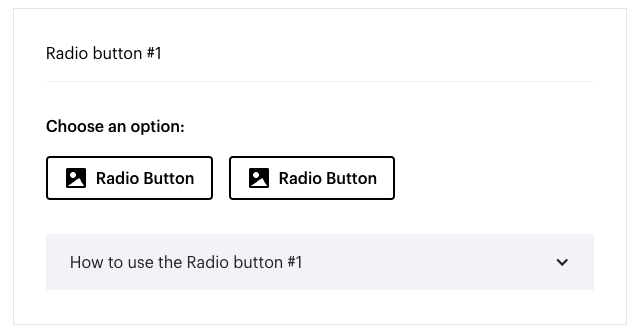 Radio button #1
Choose an option:
Radio Button Radio Button
How to use the Radio button #1